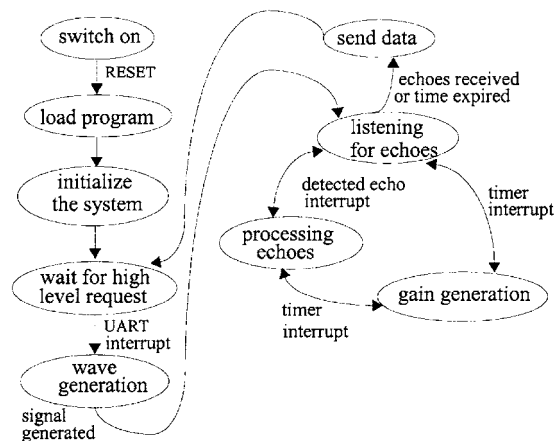 switch on
RESET
load program
initialize
the system
wait for high
level request
UART
interrupt
wave
generation
signal
generated
send data
echoes received
or time expired
listening
for echoes
detected echo
interrupt
timer
interrupt
processing
echoes
gain generation
timer
interrupt